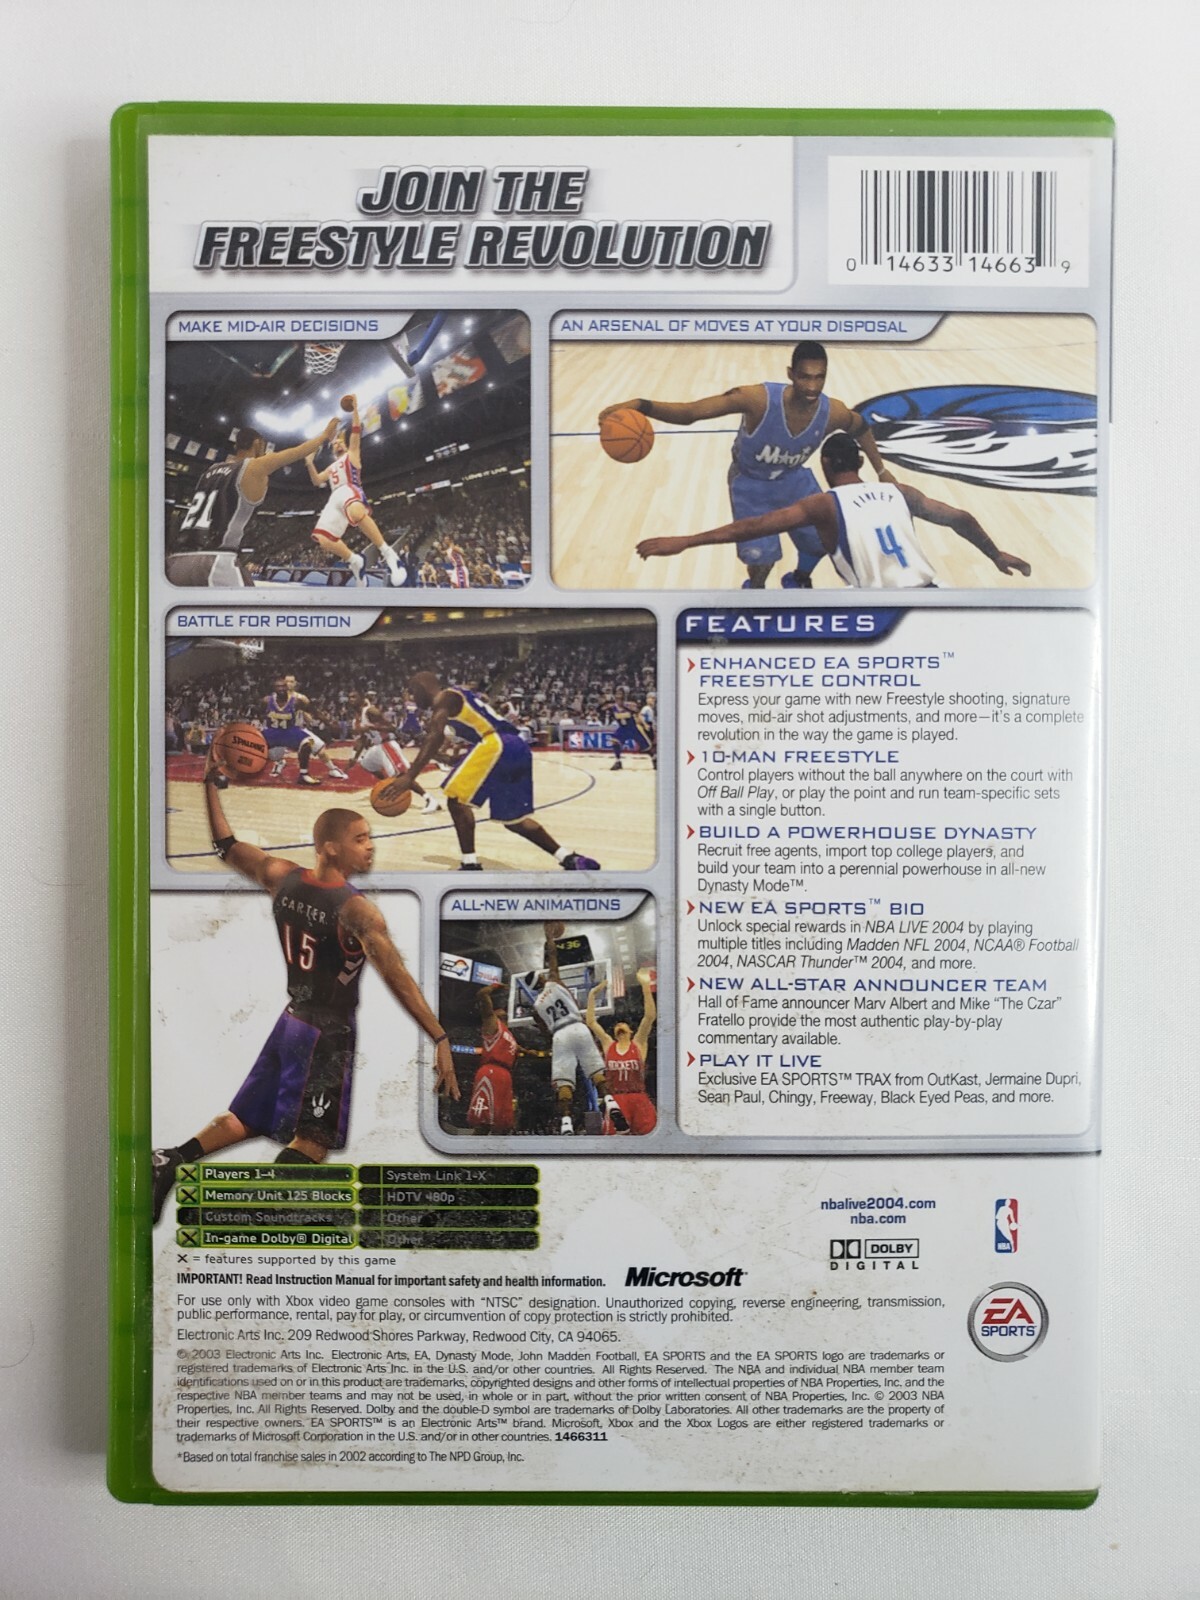 JOIN THE
FREESTYLE REVOLUTION
0 14633 14663 9
MAKE MID-AIR DECISIONS
AN ARSENAL OF MOVES AT YOUR DISPOSAL
21
Magic
FINLEY
4
BATTLE FOR POSITION
34
NBA
SPALDING
CARTER
15
ALL-NEW ANIMATIONS
:36
23
ROCKETS
11
FEATURES
ENHANCED EA SPORTS™
FREESTYLE CONTROL
Express your game with new Freestyle shooting, signature
moves, mid-air shot adjustments, and more—it's a complete
revolution in the way the game is played.
10-MAN FREESTYLE
Control players without the ball anywhere on the court with
Off Ball Play, or play the point and run team-specific sets
with a single button.
BUILD A POWERHOUSE DYNASTY
Recruit free agents, import top college players, and
build your team into a perennial powerhouse in all-new
Dynasty Mode™.
NEW EA SPORTS™ BIO
Unlock special rewards in NBA LIVE 2004 by playing
multiple titles including Madden NFL 2004, NCAA® Football
2004, NASCAR Thunder™ 2004, and more.
NEW ALL-STAR ANNOUNCER TEAM
Hall of Fame announcer Marv Albert and Mike "The Czar"
Fratello provide the most authentic play-by-play
commentary available.
PLAY IT LIVE
Exclusive EA SPORTS™ TRAX from OutKast, Jermaine Dupri,
Sean Paul, Chingy, Freeway, Black Eyed Peas, and more.
Players 1-4 System Link 1-X
Memory Unit 125 Blocks HDTV 480p
Custom Soundtracks Other
In-game Dolby® Digital Other
X = features supported by this game
nbalive2004.com
nba.com
NBA
DOLBY
DIGITAL
IMPORTANT! Read Instruction Manual for important safety and health information. Microsoft
For use only with Xbox video game consoles with "NTSC" designation. Unauthorized copying, reverse engineering, transmission,
public performance, rental, pay for play, or circumvention of copy protection is strictly prohibited.
EA
SPORTS
Electronic Arts Inc. 209 Redwood Shores Parkway, Redwood City, CA 94065.
© 2003 Electronic Arts Inc. Electronic Arts, EA, Dynasty Mode, John Madden Football, EA SPORTS and the EA SPORTS logo are trademarks or
registered trademarks of Electronic Arts Inc. in the U.S. and/or other countries. All Rights Reserved. The NBA and individual NBA member team
identifications used on or in this product are trademarks, copyrighted designs and other forms of intellectual properties of NBA Properties, Inc. and the
respective NBA member teams and may not be used, in whole or in part, without the prior written consent of NBA Properties, Inc. © 2003 NBA
Properties, Inc. All Rights Reserved. Dolby and the double-D symbol are trademarks of Dolby Laboratories. All other trademarks are the property of
their respective owners. EA SPORTS™ is an Electronic Arts™ brand. Microsoft, Xbox and the Xbox Logos are either registered trademarks or
trademarks of Microsoft Corporation in the U.S. and/or in other countries. 1466311
*Based on total franchise sales in 2002 according to The NPD Group, Inc.